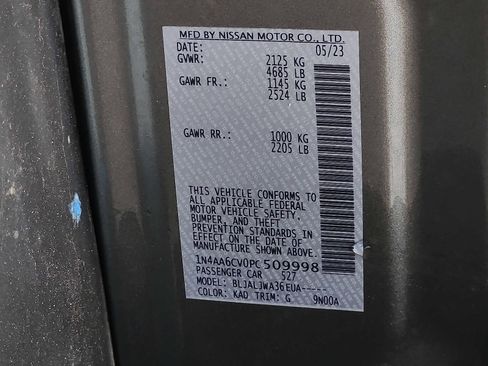 MFD BY NISSAN MOTOR CO., LTD.
DATE: 05/23
GVWR: 2125 KG
4685 LB
GAWR FR.: 1145 KG
2524 LB
GAWR RR.: 1000 KG
2205 LB
THIS VEHICLE CONFORMS TO
ALL APPLICABLE FEDERAL
MOTOR VEHICLE SAFETY,
BUMPER, AND THEFT
PREVENTION STANDARDS IN
EFFECT ON THE DATE OF
MANUFACTURE SHOWN ABOVE.
1N4AA6CV0PC509998
PASSENGER CAR 527
MODEL: BLJALJWA36EUA-----
COLOR: KAD TRIM: G 9N00A